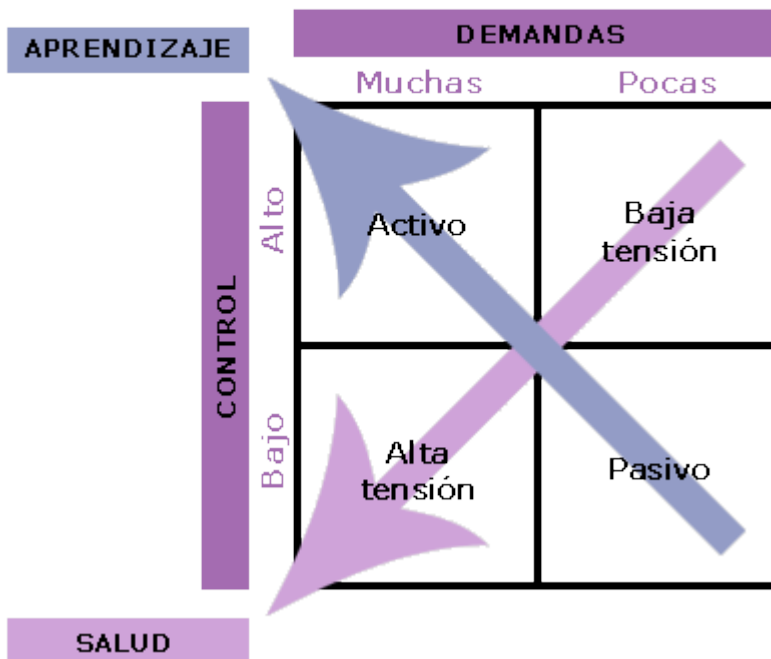 DEMANDAS
APRENDIZAJE
Muchas Pocas
CONTROL
Alto
Activo
Baja
tensión
Bajo
Alta
tensión
Pasivo
SALUD